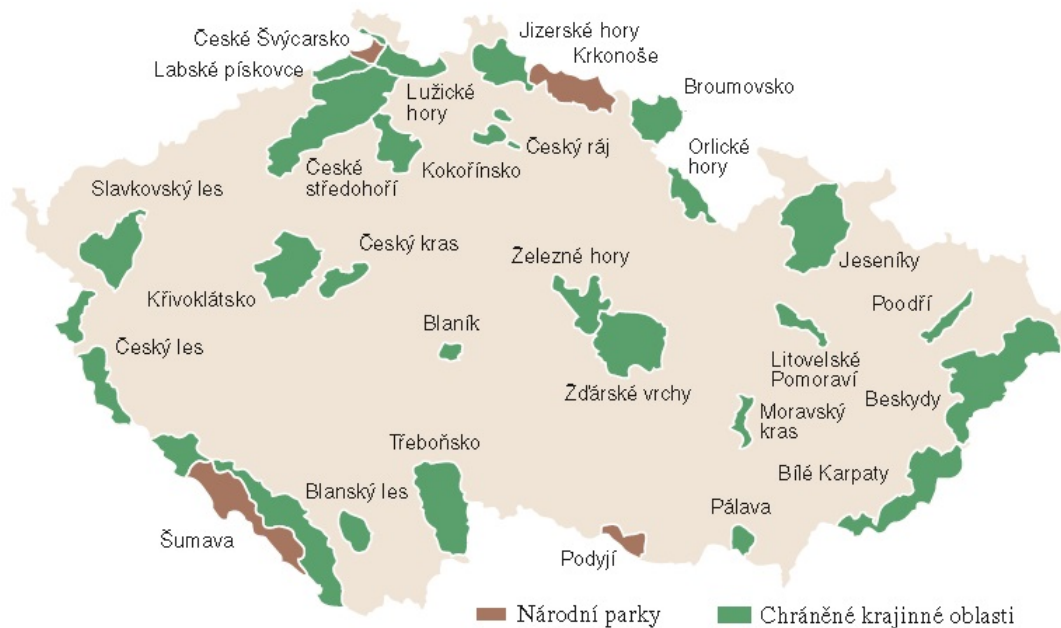 České Švýcarsko
Labské pískovce
Lužické
hory
Jizerské hory
Krkonoše
Broumovsko
Český ráj
Orlické
hory
České
středohoří
Kokořínsko
Slavkovský les
Český kras
Křivoklátsko
Železné hory
Jeseníky
Poodří
Blaník
Český les
Žďárské vrchy
Litovelské
Pomoraví
Beskydy
Moravský
kras
Třeboňsko
Bílé Karpaty
Blanský les
Pálava
Šumava
Podyjí
Národní parky
Chráněné krajinné oblasti